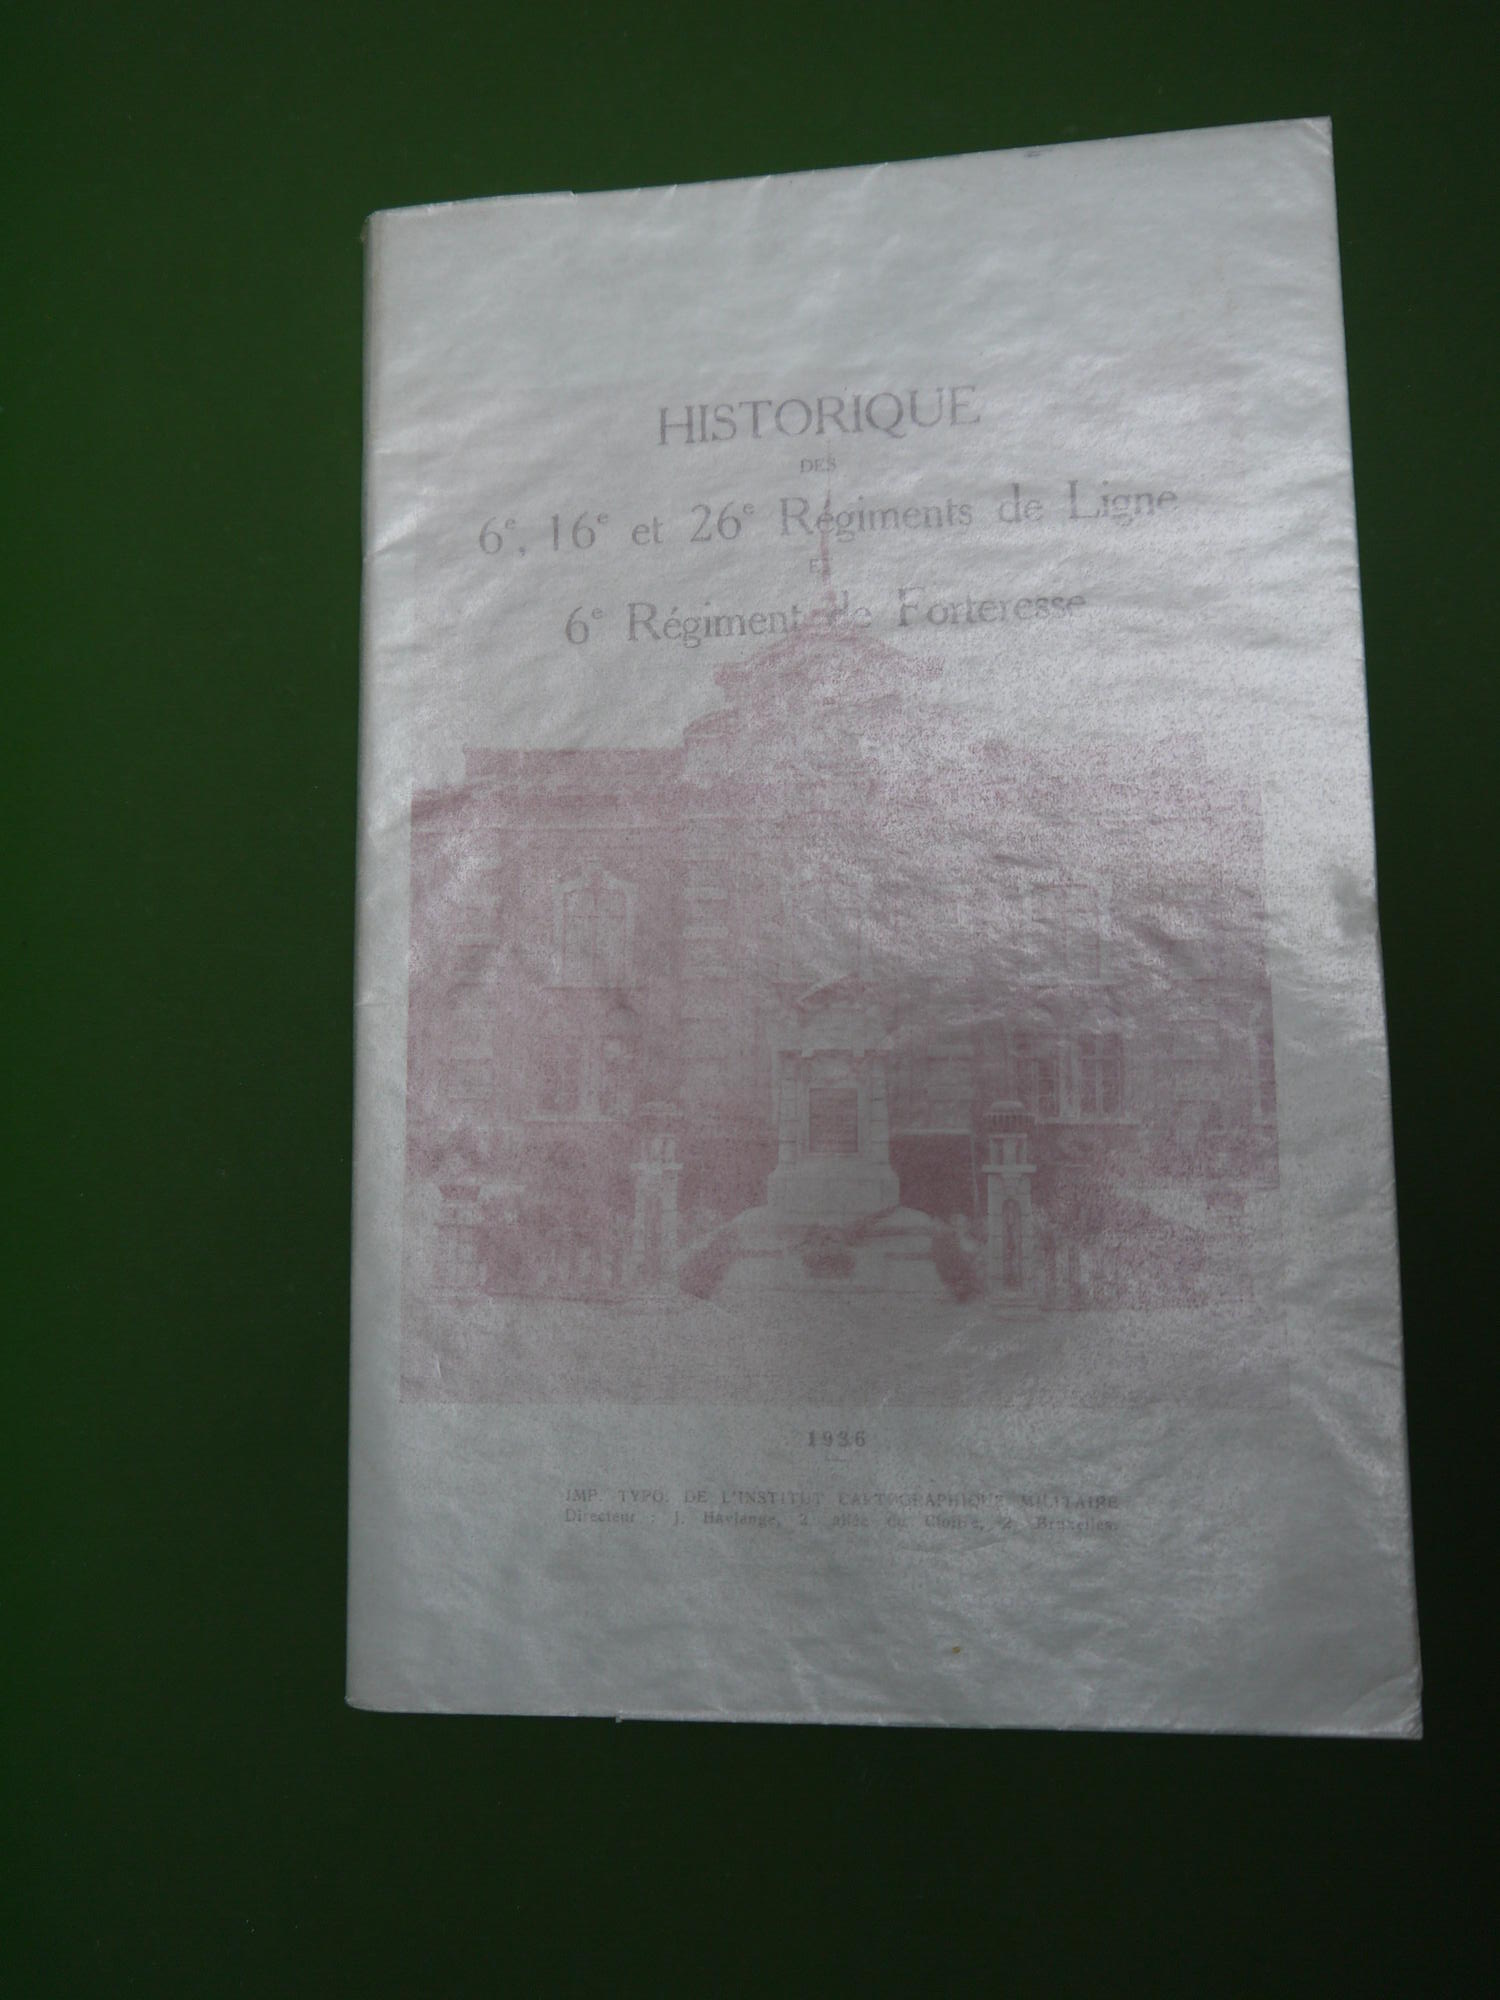 HISTORIQUE
DES
6e, 16e et 26e Régiments de Ligne
ET
6e Régiment de Forteresse
1936
IMP. TYPO. DE L'INSTITUT CARTOGRAPHIQUE MILITAIRE
Directeur : J. Havlange, 2 allée du Cloître, 2, Bruxelles.